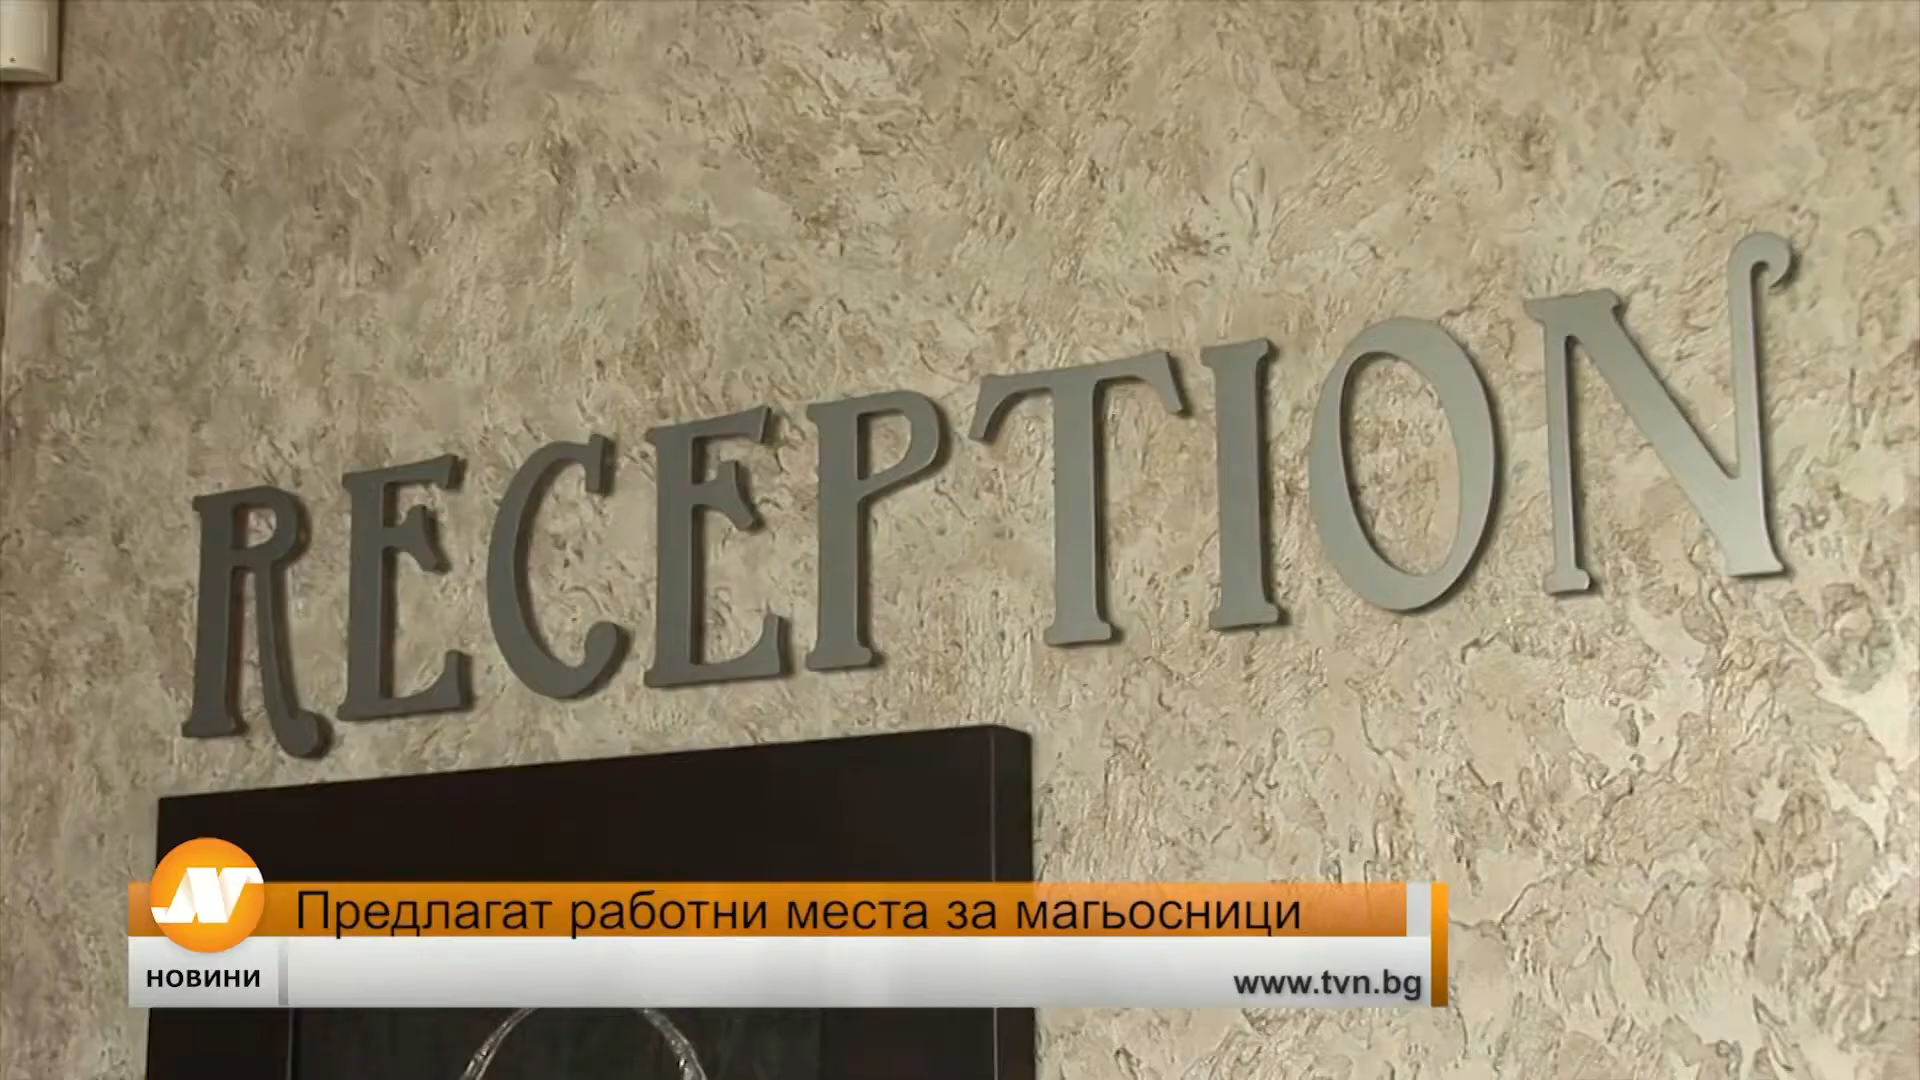 RECEPTION
Предлагат работни места за магьосници
НОВИНИ
www.tvn.bg